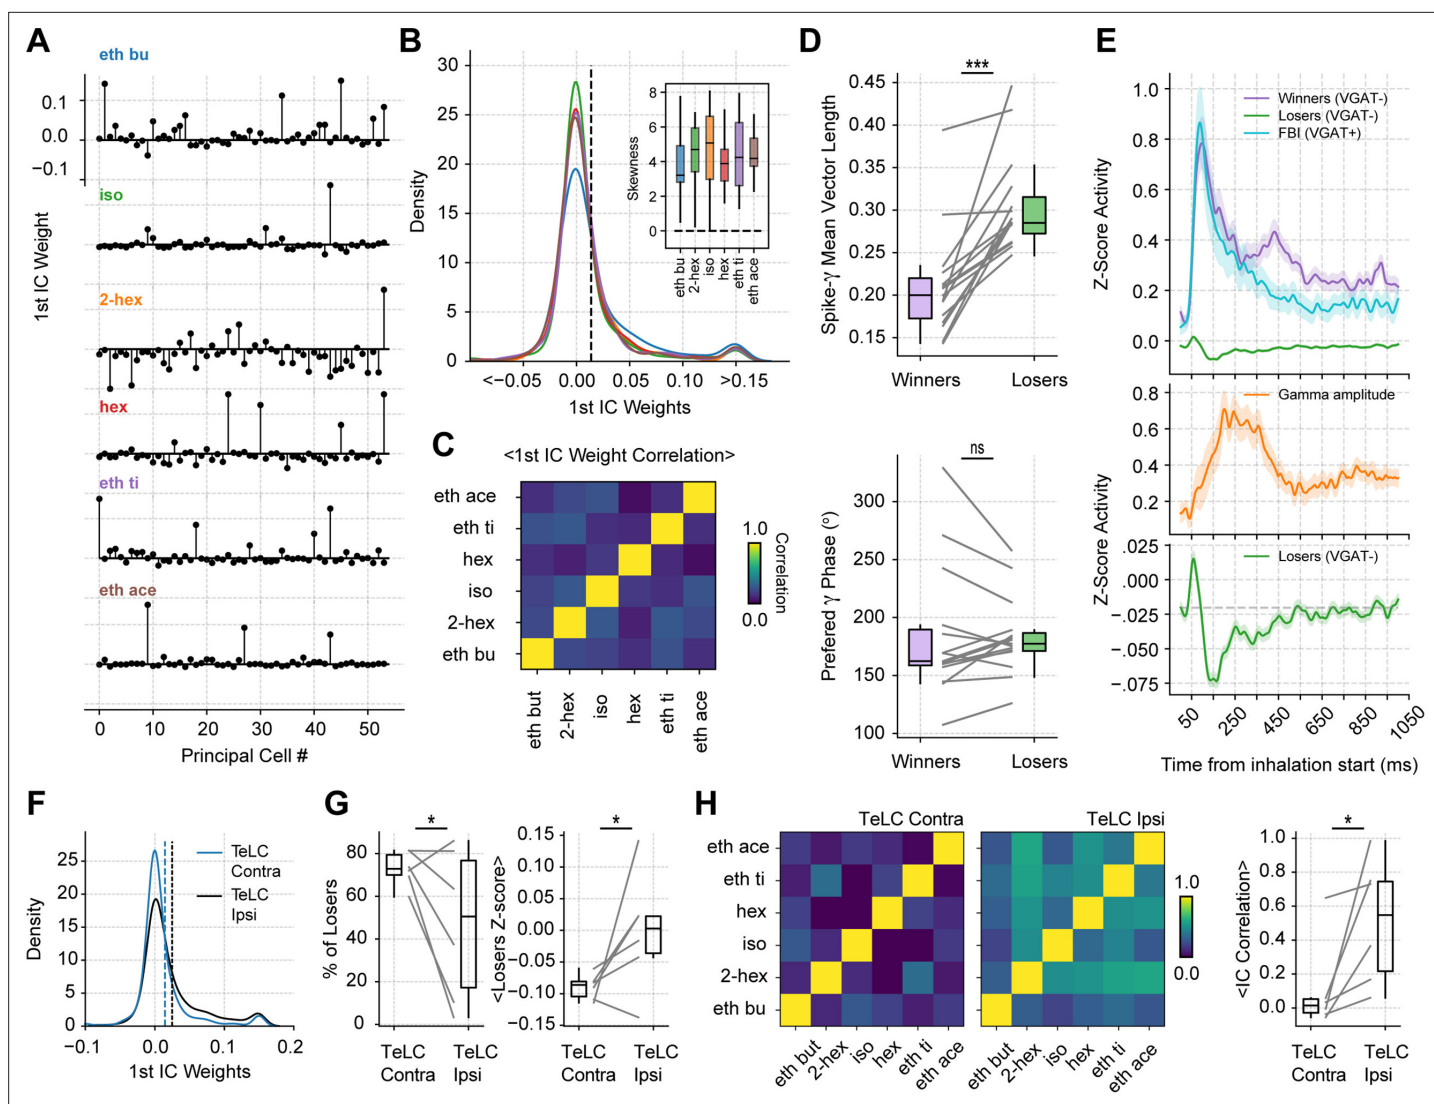 A
eth bu
0.1
0.0
−0.1
iso
2-hex
hex
eth ti
eth ace
1st IC Weight
0 10 20 30 40 50
Principal Cell #
B
30
25
20
15
10
5
0
Density
<−0.05 0.00 0.05 0.10 >0.15
1st IC Weights
8
6
4
2
0
Skewness
eth bu
2-hex
iso
hex
eth ti
eth ace
C
<1st IC Weight Correlation>
eth ace
eth ti
hex
iso
2-hex
eth bu
eth but
2-hex
iso
hex
eth ti
eth ace
1.0
0.0
Correlation
D
***
0.45
0.40
0.35
0.30
0.25
0.20
0.15
Spike-γ Mean Vector Length
Winners Losers
ns
300
250
200
150
100
Preferred γ Phase (°)
Winners Losers
E
Winners (VGAT-)
Losers (VGAT-)
FBI (VGAT+)
1.0
0.8
0.6
0.4
0.2
0.0
Z-Score Activity
Gamma amplitude
0.8
0.6
0.4
0.2
Z-Score Activity
Losers (VGAT-)
.025
.000
−.025
−.050
−.075
50 250 450 650 850 1050
Time from inhalation start (ms)
F
TeLC
Contra
TeLC
Ipsi
25
20
15
10
5
0
Density
−0.1 0.0 0.1 0.2
1st IC Weights
G
*
80
60
40
20
0
% of Losers
TeLC
Contra
TeLC
Ipsi
*
0.15
0.10
0.05
0.00
−0.05
−0.10
−0.15
<Losers Z-score>
TeLC
Contra
TeLC
Ipsi
H
TeLC Contra
eth ace
eth ti
hex
iso
2-hex
eth bu
eth but
2-hex
iso
hex
eth ti
eth ace
TeLC Ipsi
eth but
2-hex
iso
hex
eth ti
eth ace
1.0
0.0
*
1.0
0.8
0.6
0.4
0.2
0.0
<IC Correlation>
TeLC
Contra
TeLC
Ipsi